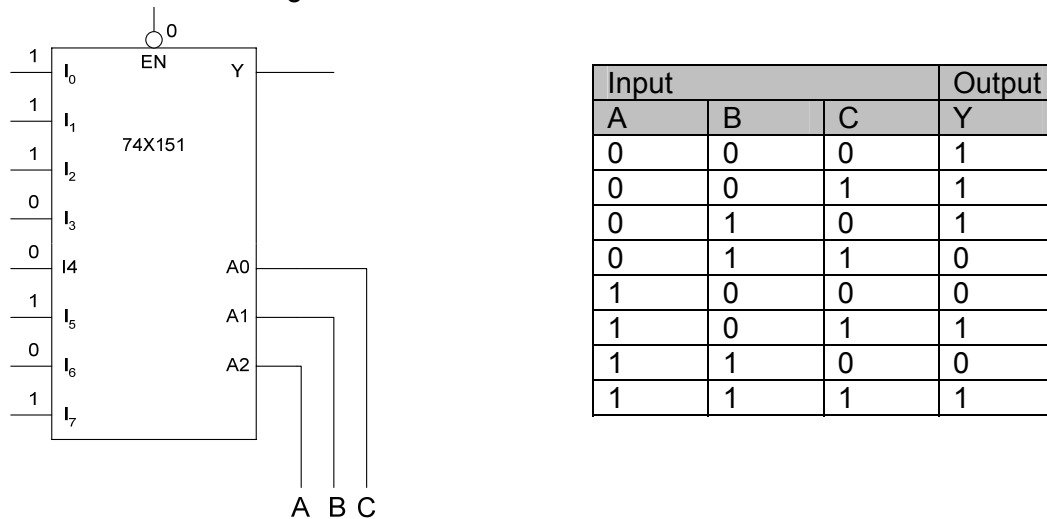 0
EN
1 I0 Y
1 I1
74X151
1 I2
0 I3
0 I4 A0
1 I5 A1
0 I6 A2
1 I7
A B C
Input Output
A B C Y
0 0 0 1
0 0 1 1
0 1 0 1
0 1 1 0
1 0 0 0
1 0 1 1
1 1 0 0
1 1 1 1